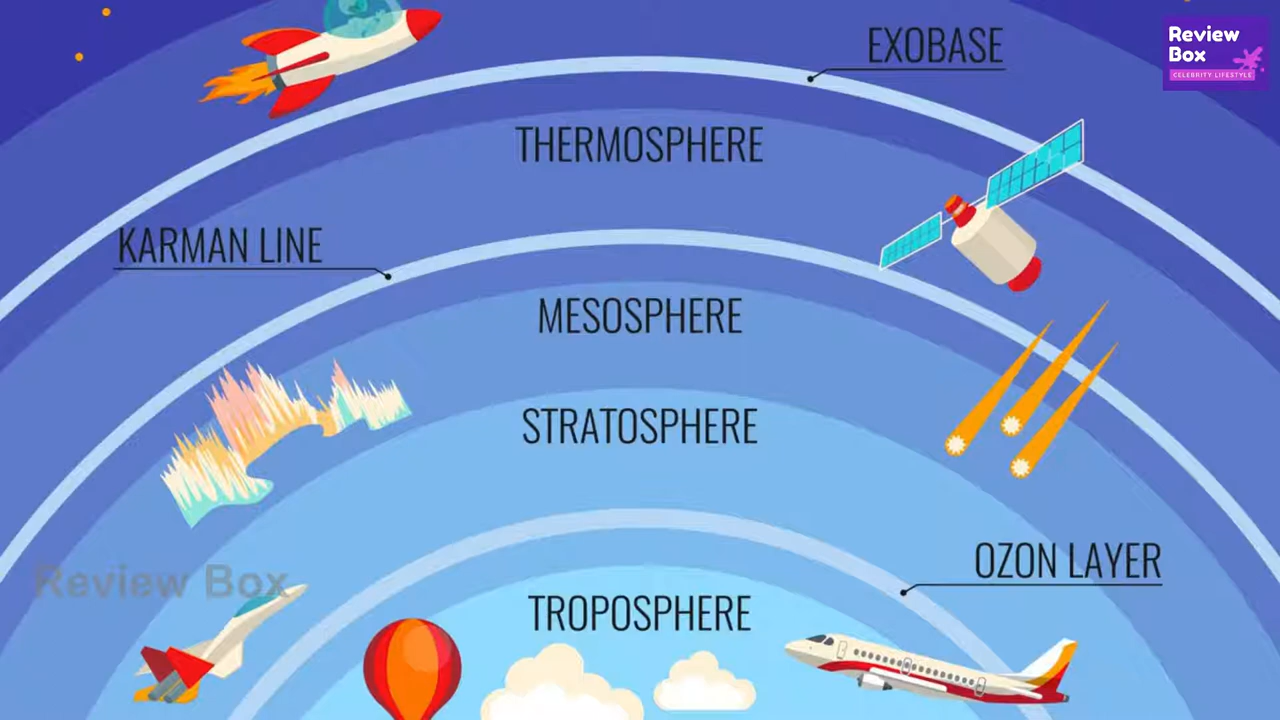 EXOBASE
Review
Box
CELEBRITY LIFESTYLE
THERMOSPHERE
KARMAN LINE
MESOSPHERE
STRATOSPHERE
OZON LAYER
Review Box
TROPOSPHERE